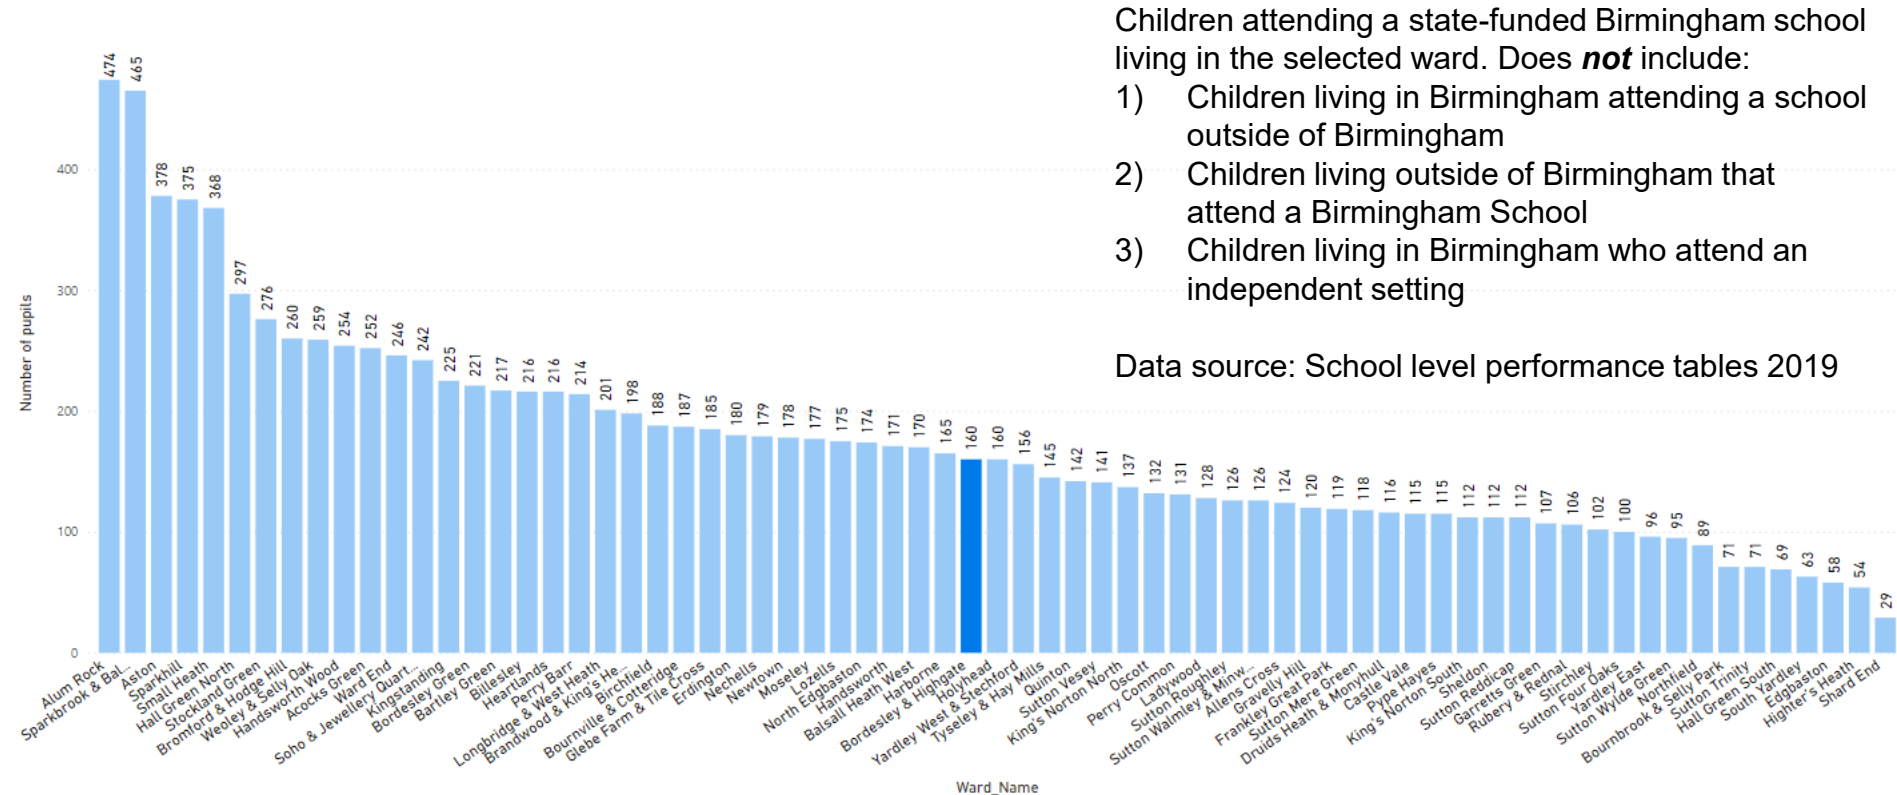 Children attending a state-funded Birmingham school
living in the selected ward. Does not include:
1) Children living in Birmingham attending a school
outside of Birmingham
2) Children living outside of Birmingham that
attend a Birmingham School
3) Children living in Birmingham who attend an
independent setting
Data source: School level performance tables 2019
Number of pupils
400
300
200
100
0
474
465
378
375
368
297
276
260
259
254
252
246
242
225
221
217
216
216
214
201
198
188
187
185
180
179
178
177
175
174
171
170
165
160
160
156
145
142
141
137
132
131
128
126
126
124
120
119
118
116
115
115
112
112
112
107
106
102
100
96
95
89
71
71
69
63
58
54
29
Alum Rock
Sparkbrook & Bal...
Aston
Sparkhill
Small Heath
Hall Green North
Stockland Green
Bromford & Hodge Hill
Weoley & Selly Oak
Handsworth Wood
Acocks Green
Ward End
Soho & Jewellery Quart...
Kingstanding
Bordesley Green
Bartley Green
Billesley
Heartlands
Perry Barr
Longbridge & West Heath
Brandwood & King's He...
Birchfield
Bournville & Cotteridge
Glebe Farm & Tile Cross
Erdington
Nechells
Newtown
Moseley
Lozells
North Edgbaston
Handsworth
Balsall Heath West
Harborne
Bordesley & Highgate
Holyhead
Yardley West & Stechford
Tyseley & Hay Mills
Quinton
Sutton Vesey
King's Norton North
Oscott
Perry Common
Ladywood
Sutton Roughley
Sutton Walmley & Minw...
Allens Cross
Gravelly Hill
Frankley Great Park
Sutton Mere Green
Druids Heath & Monyhull
Castle Vale
Pype Hayes
King's Norton South
Sheldon
Sutton Reddicap
Garretts Green
Rubery & Rednal
Stirchley
Sutton Four Oaks
Yardley East
Sutton Wylde Green
Northfield
Bournbrook & Selly Park
Sutton Trinity
Hall Green South
South Yardley
Edgbaston
Highter's Heath
Shard End
Ward_Name